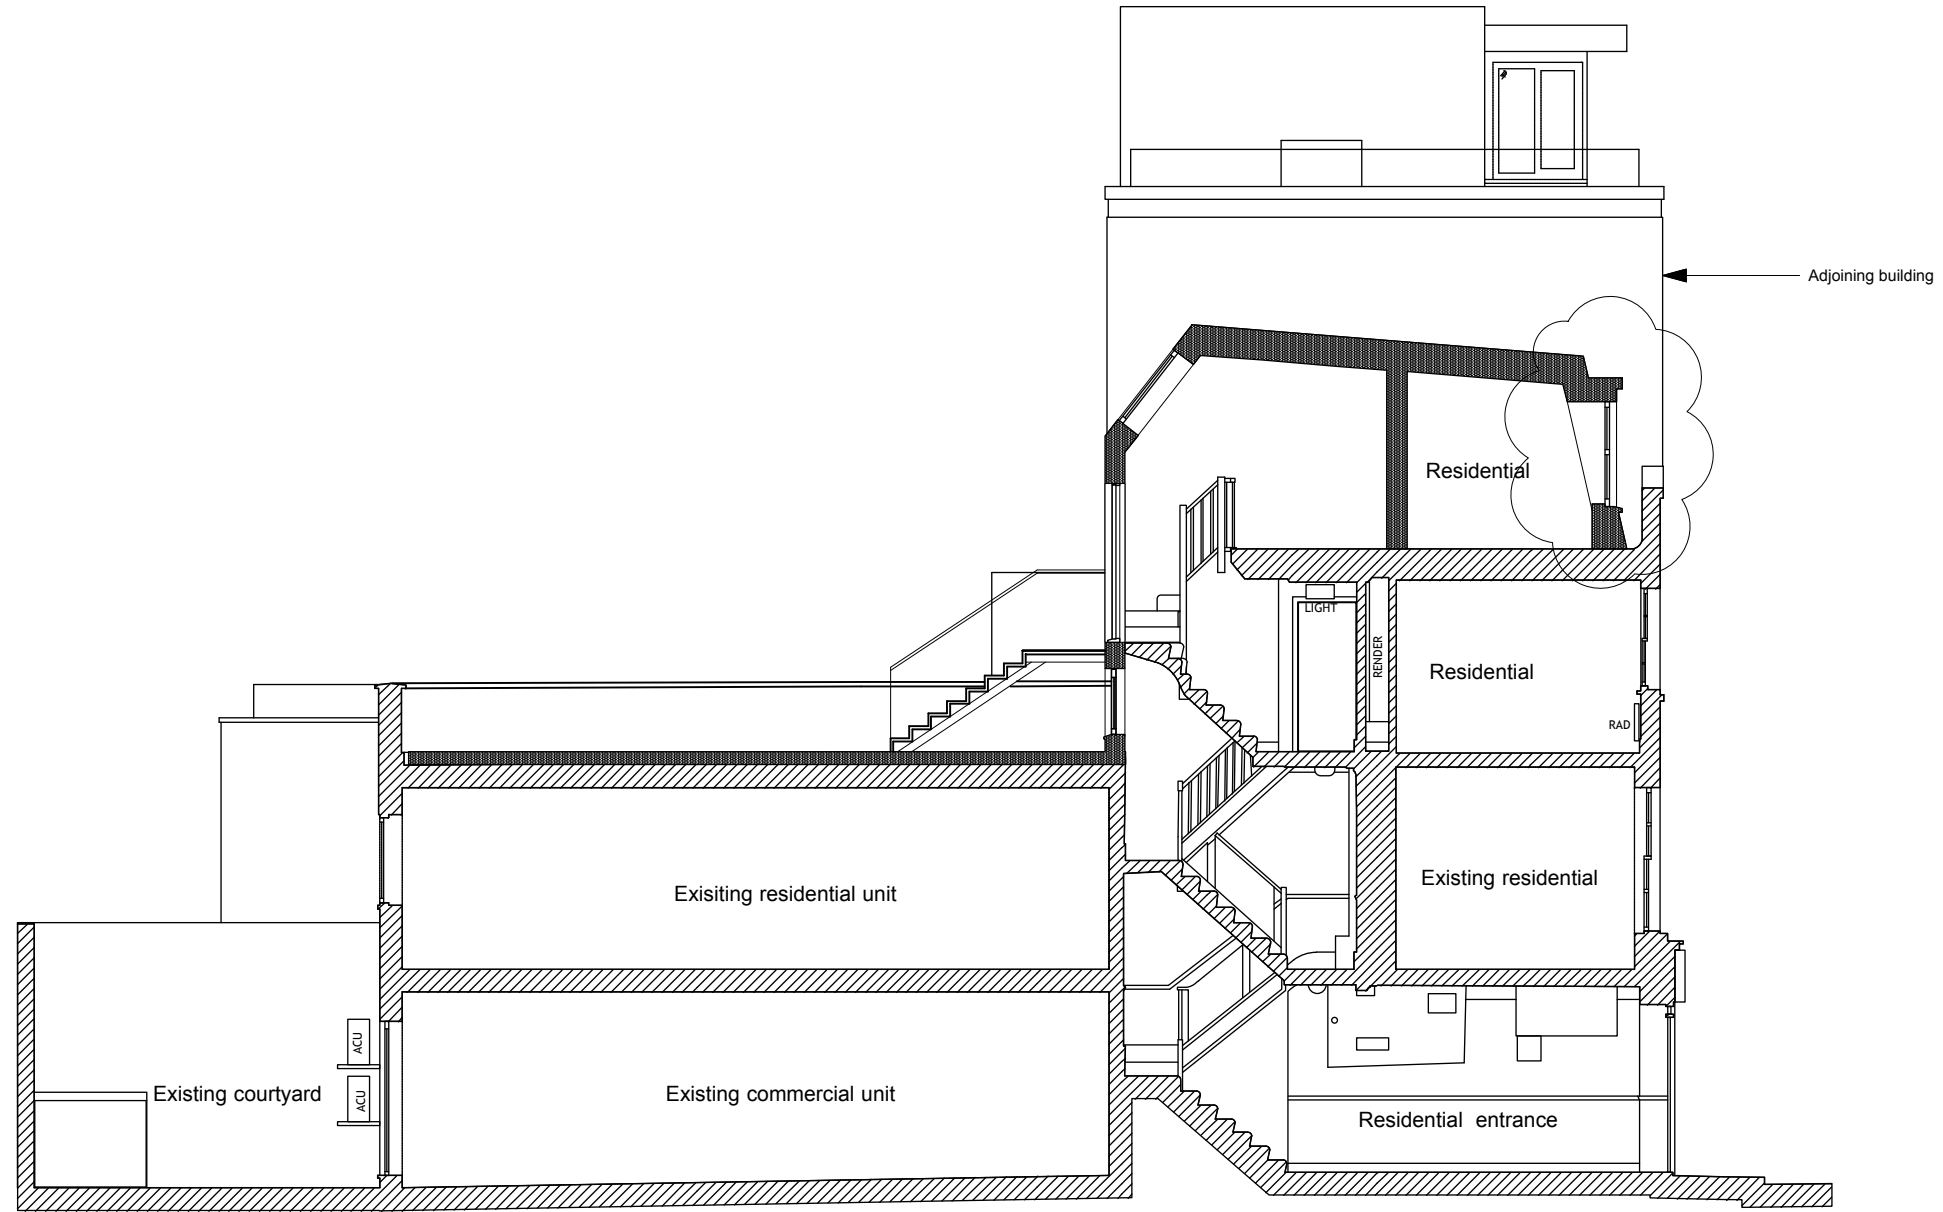 Adjoining building
Residential
LIGHT
RENDER
Residential
RAD
Exisiting residential unit
Existing residential
ACU
ACU
Existing courtyard
Existing commercial unit
Residential entrance